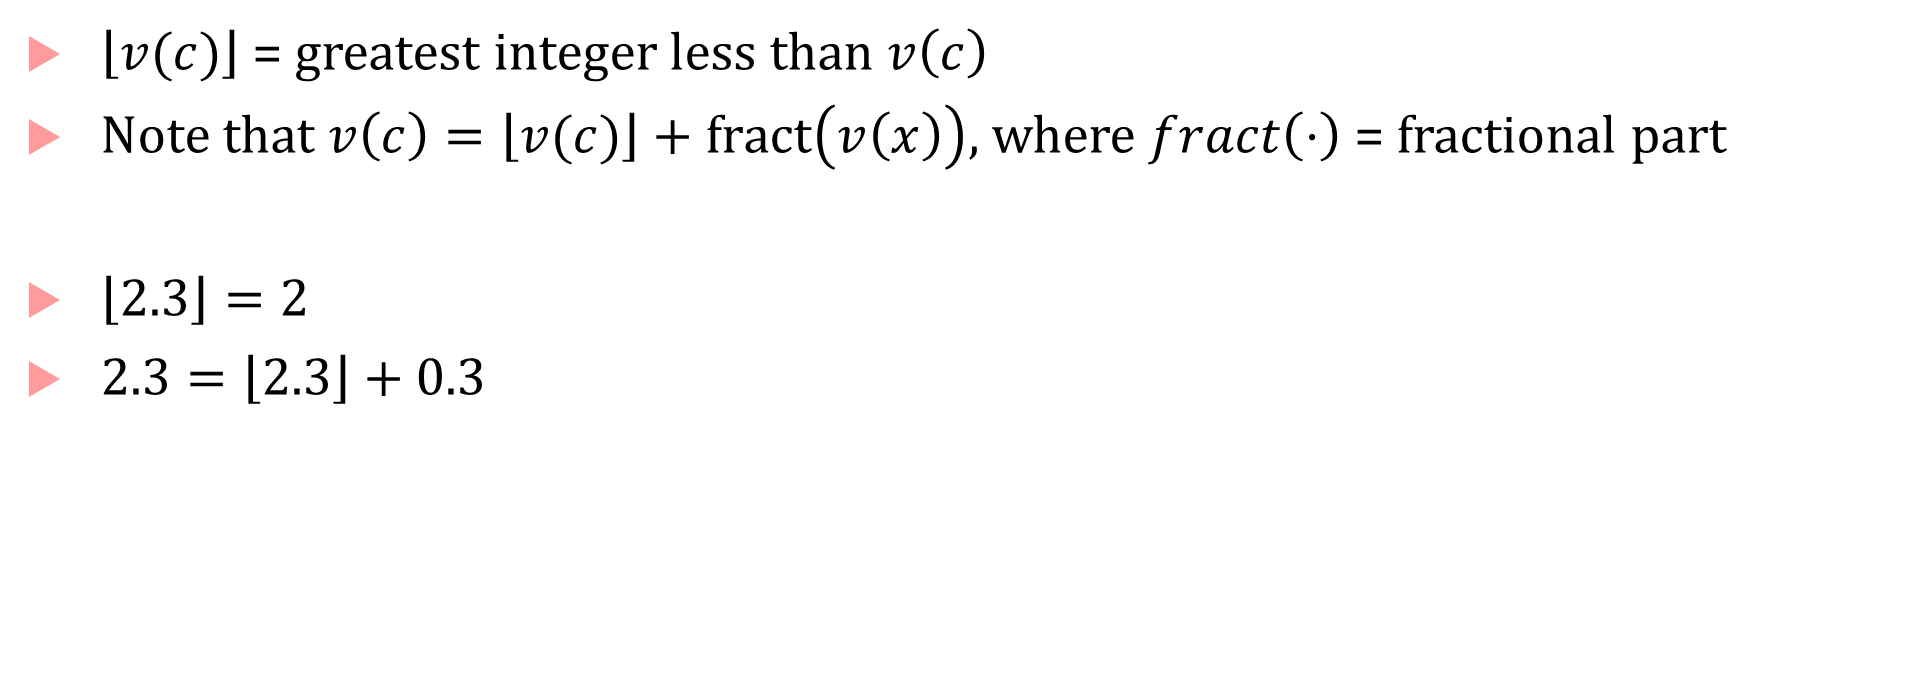 ⌊v(c)⌋ = greatest integer less than v(c)
Note that v(c) = ⌊v(c)⌋ + fract(v(x)), where fract(·) = fractional part
⌊2.3⌋ = 2
2.3 = ⌊2.3⌋ + 0.3